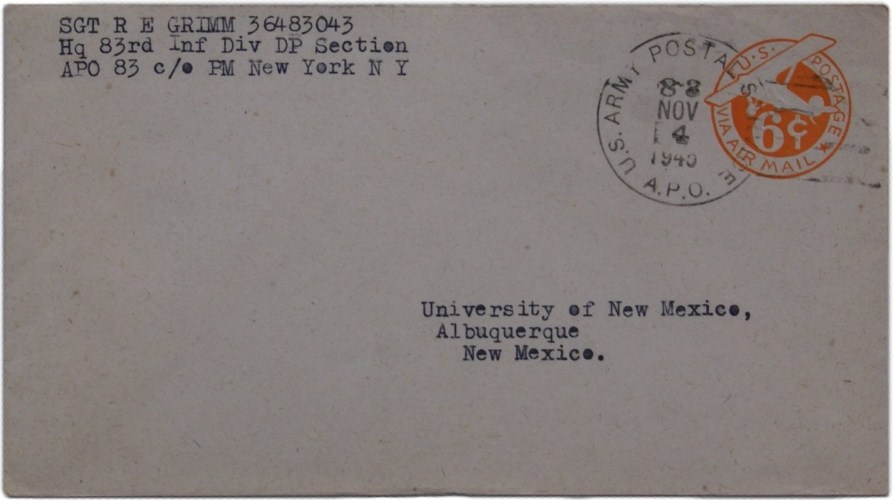 SGT R E GRIMM 36483043
Hq 83rd Inf Div DP Section
APO 83 c/o PM New York N Y
U.S. ARMY POSTAL
A.P.O.
NOV
4
U.S. POSTAGE
VIA AIR MAIL
6¢
University of New Mexico,
Albuquerque
New Mexico.